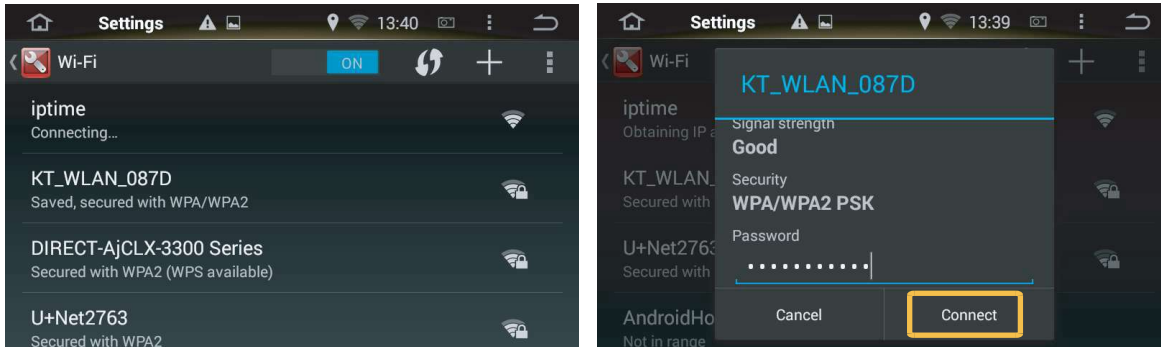 Settings 13:40
Wi-Fi ON
iptime
Connecting...
KT_WLAN_087D
Saved, secured with WPA/WPA2
DIRECT-AjCLX-3300 Series
Secured with WPA2 (WPS available)
U+Net2763
Secured with WPA2
Settings 13:39
Wi-Fi
iptime
Obtaining IP a
KT_WLAN_
Secured with
U+Net2763
Secured with
AndroidHo
Not in range
KT_WLAN_087D
Signal strength
Good
Security
WPA/WPA2 PSK
Password
•••••••••••
Cancel Connect